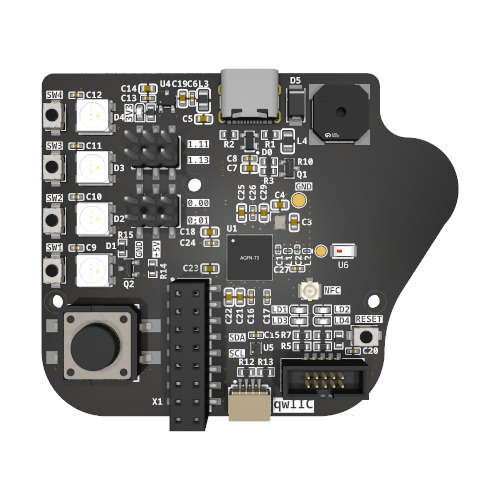 SW4
C12
C14
C13
U4
C19
C6
L3
D5
D4
3V3
C5
R2
R1
L4
1.11
1.13
SW3
C11
D3
D0
C8
C7
R3
R10
Q1
GND
SW2
C10
D2
0.00
0.01
C25
C26
C29
C4
C3
SW1
C9
D1
R15
GND
+5V
C18
C24
U1
AQFN-73
C23
Q2
R14
C27
U6
NFC
C22
C21
C16
C17
LD1
LD2
LD3
LD4
RESET
SDA
C15
R7
SCL
U5
R5
C20
R12
R13
X1
qwIIC